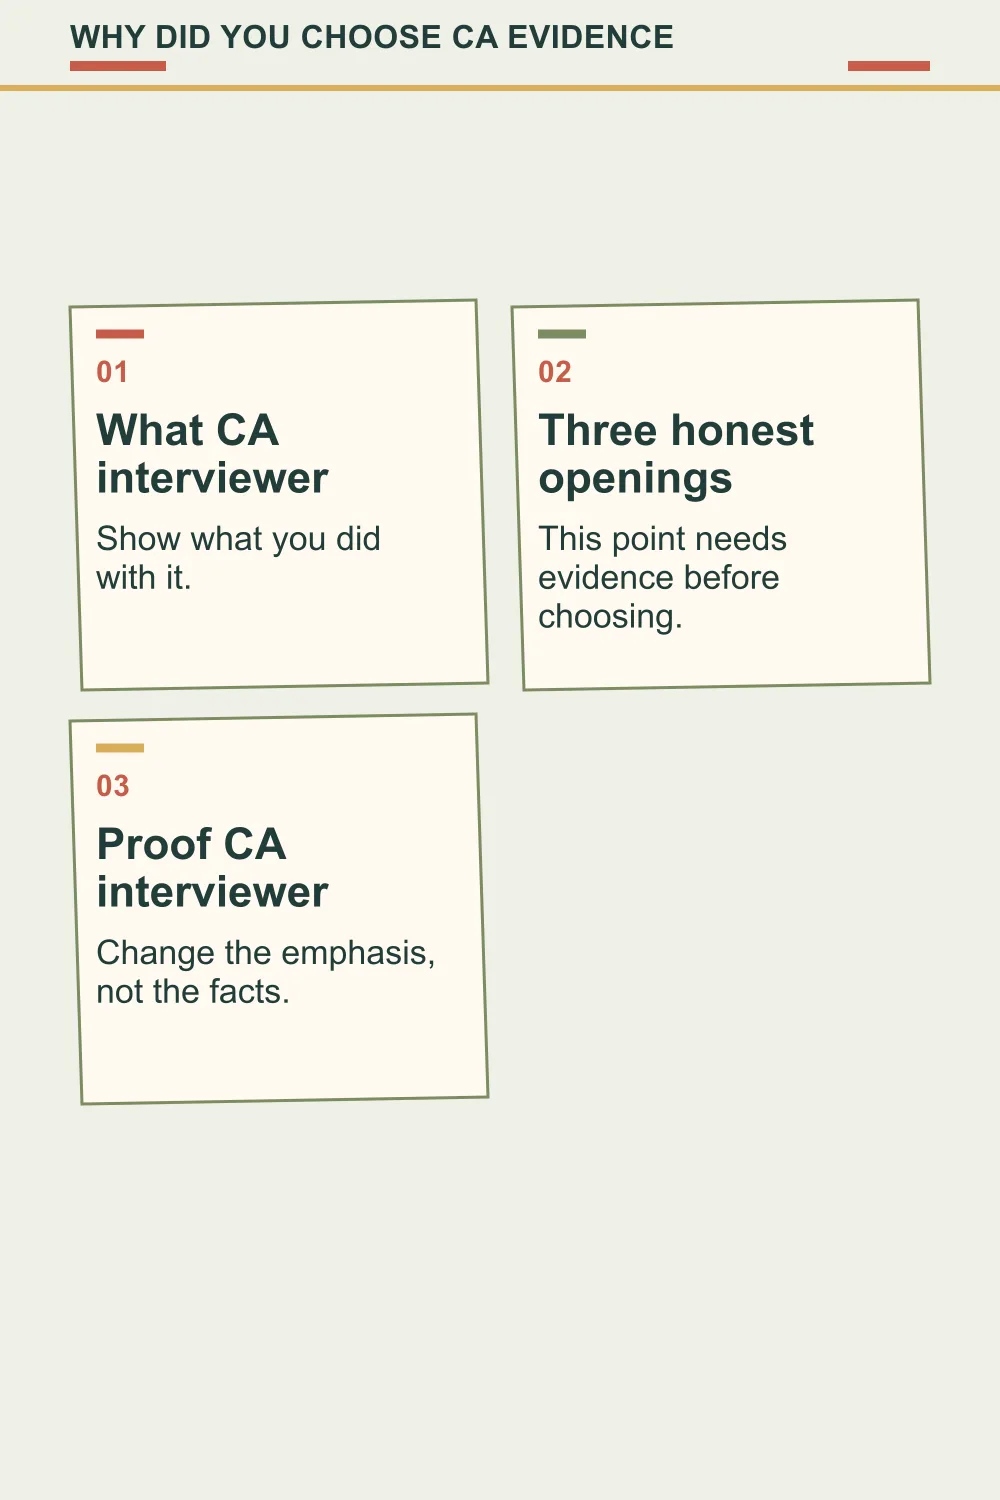 WHY DID YOU CHOOSE CA EVIDENCE
01
What CA
interviewer
Show what you did
with it.
02
Three honest
openings
This point needs
evidence before
choosing.
03
Proof CA
interviewer
Change the emphasis,
not the facts.